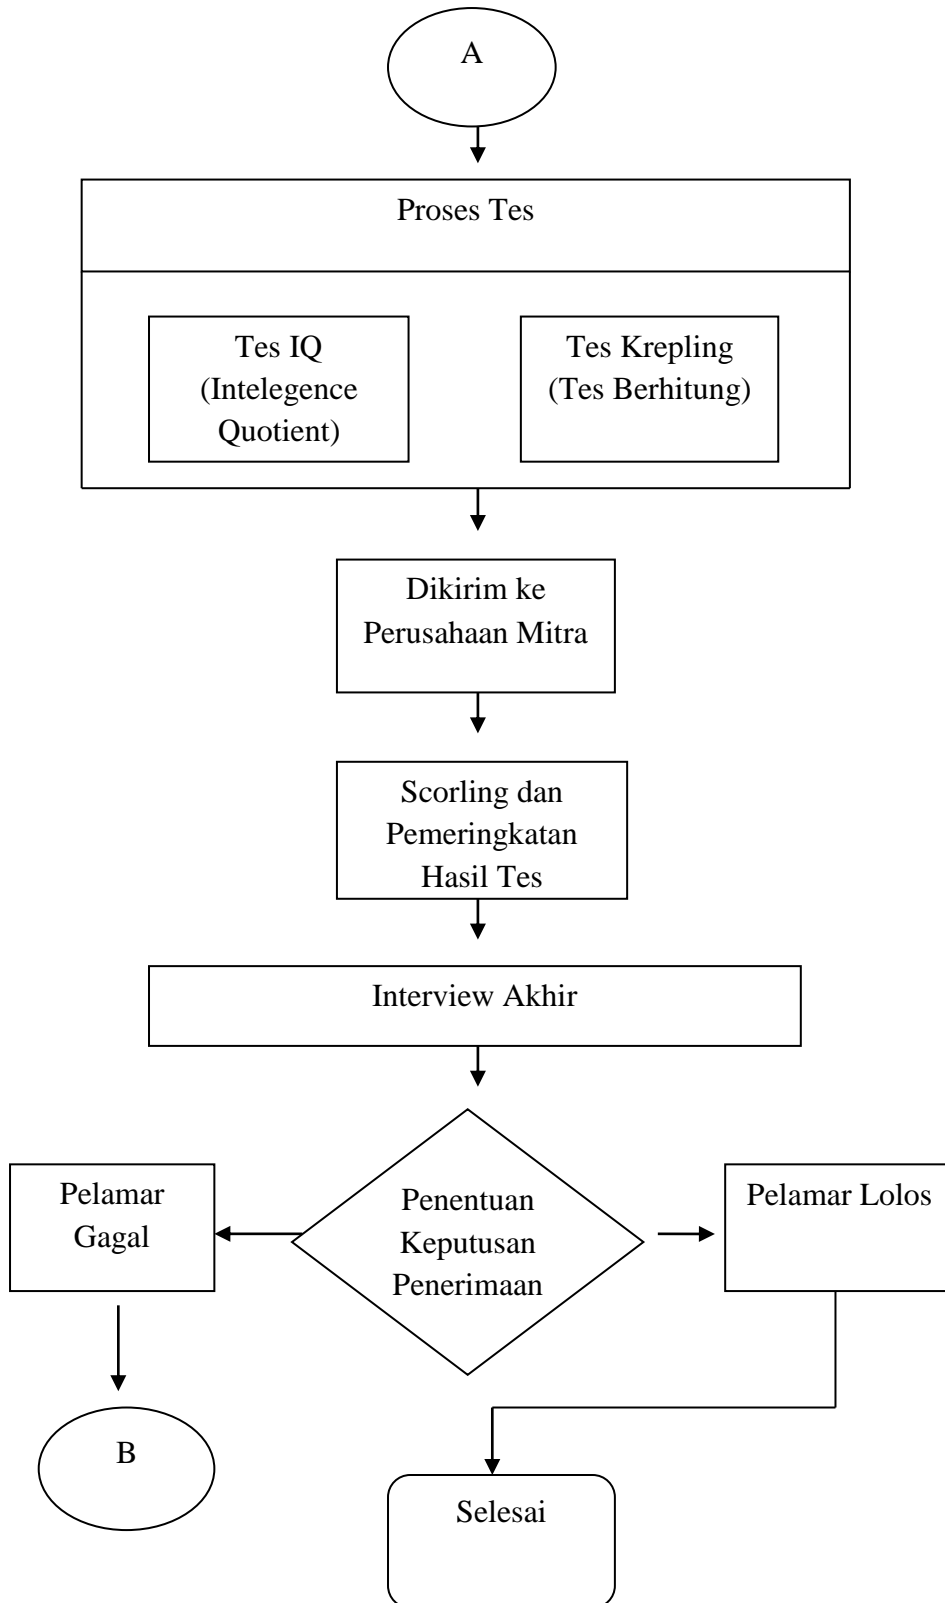 A
Proses Tes
Tes IQ
(Intelegence
Quotient)
Tes Krepling
(Tes Berhitung)
Dikirim ke
Perusahaan Mitra
Scorling dan
Pemeringkatan
Hasil Tes
Interview Akhir
Pelamar
Gagal
Penentuan
Keputusan
Penerimaan
Pelamar Lolos
B
Selesai